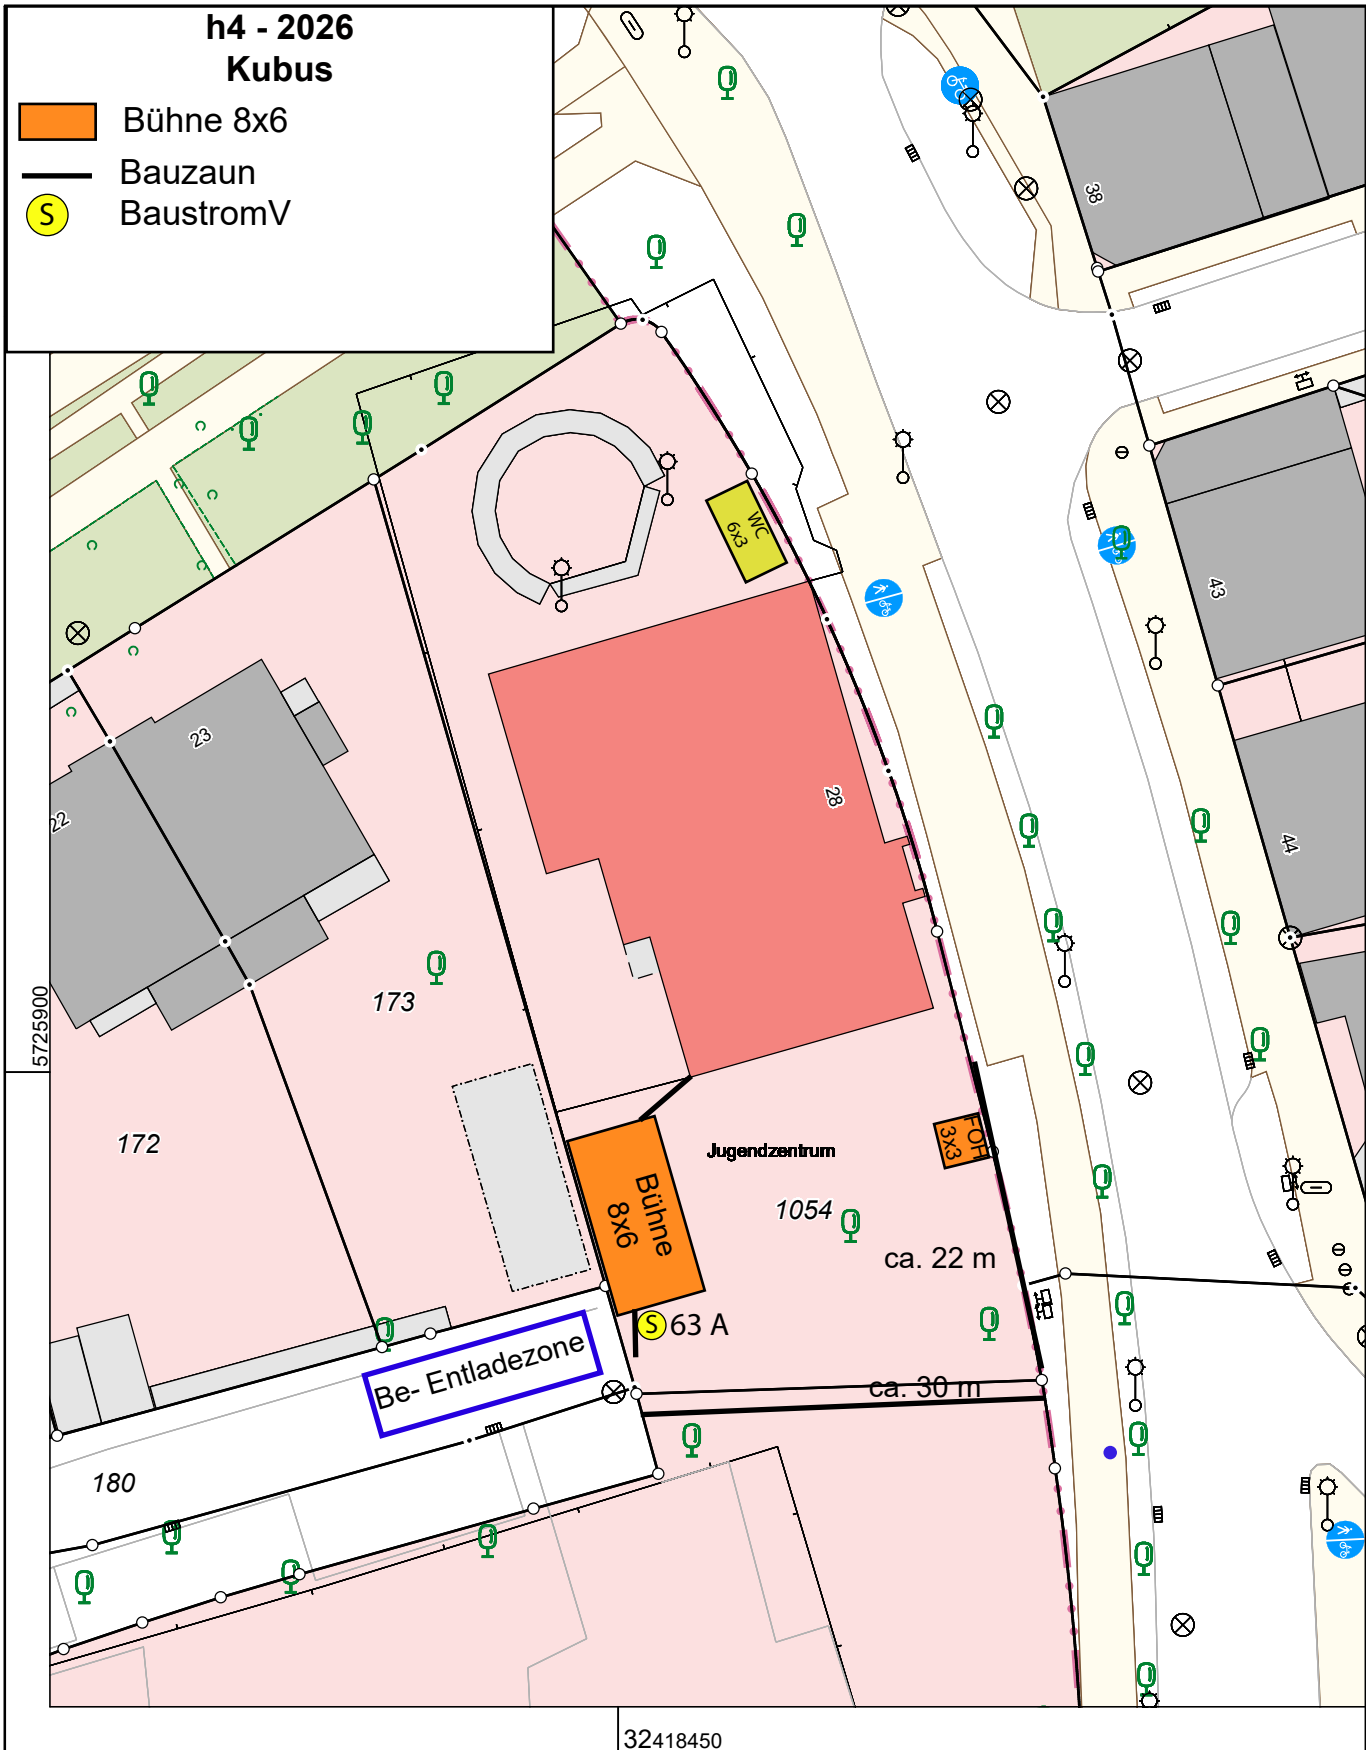 h4 - 2026
Kubus
Bühne 8x6
Bauzaun
S
BaustromV
38
WC
6x3
43
23
28
22
44
173
5725900
172
FOH
3x3
Jugendzentrum
Bühne
8x6
1054
ca. 22 m
S 63 A
Be- Entladezone
ca. 30 m
180
32418450